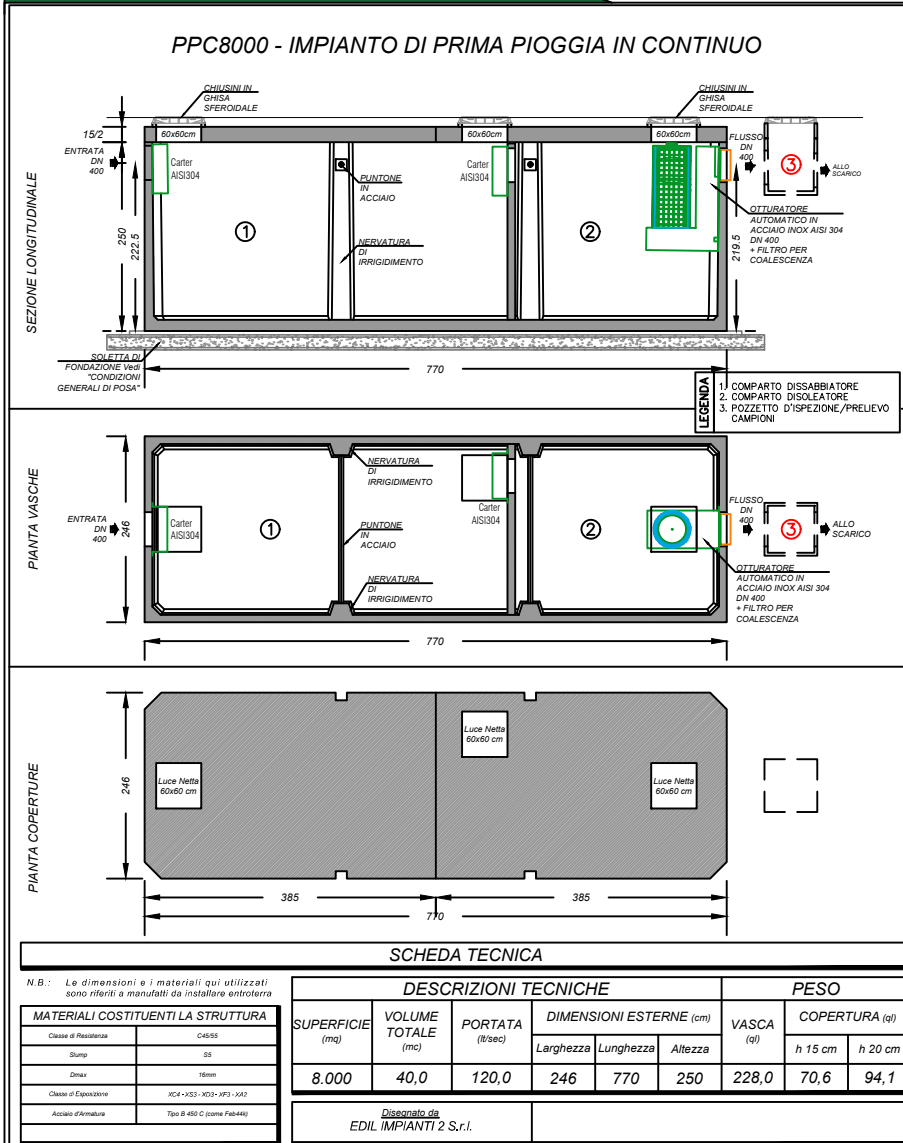 PPC8000 - IMPIANTO DI PRIMA PIOGGIA IN CONTINUO
SEZIONE LONGITUDINALE
CHIUSINI IN
GHISA
SFEROIDALE
CHIUSINI IN
GHISA
SFEROIDALE
15/2
60x60cm
60x60cm
60x60cm
ENTRATA
DN
400
Carter
AISI304
PUNTONE
IN
ACCIAIO
Carter
AISI304
FLUSSO
DN
400
3
ALLO
SCARICO
1
2
NERVATURA
DI
IRRIGIDIMENTO
OTTURATORE
AUTOMATICO IN
ACCIAIO INOX AISI 304
DN 400
+ FILTRO PER
COALESCENZA
250
222.5
219.5
SOLETTA DI
FONDAZIONE Vedi
"CONDIZIONI
GENERALI DI POSA"
770
LEGENDA
1. COMPARTO DISSABBIATORE
2. COMPARTO DISOLEATORE
3. POZZETTO D'ISPEZIONE/PRELIEVO
CAMPIONI
PIANTA VASCHE
NERVATURA
DI
IRRIGIDIMENTO
ENTRATA
DN
400
246
Carter
AISI304
1
PUNTONE
IN
ACCIAIO
Carter
AISI304
2
FLUSSO
DN
400
3
ALLO
SCARICO
NERVATURA
DI
IRRIGIDIMENTO
OTTURATORE
AUTOMATICO IN
ACCIAIO INOX AISI 304
DN 400
+ FILTRO PER
COALESCENZA
770
PIANTA COPERTURE
246
Luce Netta
60x60 cm
Luce Netta
60x60 cm
Luce Netta
60x60 cm
385
385
770
SCHEDA TECNICA
N.B.: Le dimensioni e i materiali qui utilizzati
sono riferiti a manufatti da installare entroterra
MATERIALI COSTITUENTI LA STRUTTURA
Classe di Resistenza C45/55
Slump S5
Dmax 16mm
Classe di Esposizione XC4 - XS3 - XD3 - XF3 - XA2
Acciaio d'Armatura Tipo B 450 C (come Feb44k)
DESCRIZIONI TECNICHE PESO
SUPERFICIE (mq) VOLUME TOTALE (mc) PORTATA (lt/sec) DIMENSIONI ESTERNE (cm) VASCA (ql) COPERTURA (ql)
Larghezza Lunghezza Altezza h 15 cm h 20 cm
8.000 40,0 120,0 246 770 250 228,0 70,6 94,1
Disegnato da
EDIL IMPIANTI 2 S.r.l.